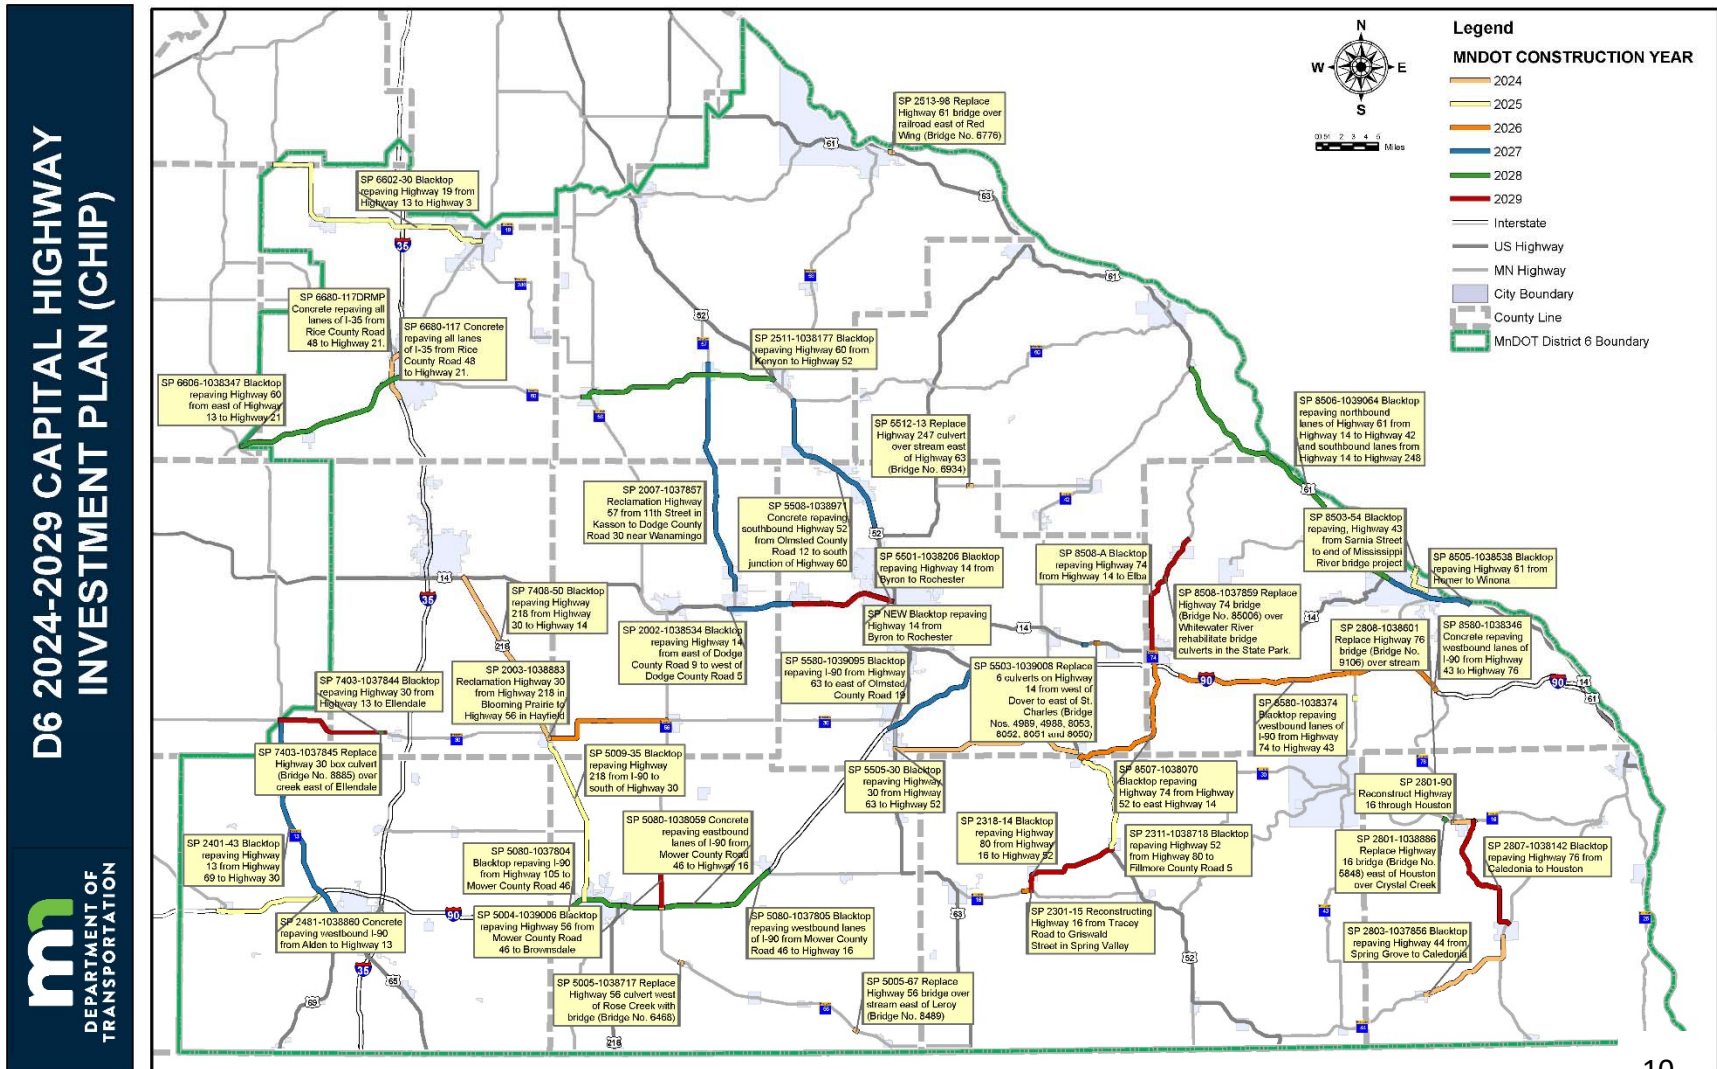 D6 2024-2029 CAPITAL HIGHWAY
INVESTMENT PLAN (CHIP)
DEPARTMENT OF
TRANSPORTATION
N
W
E
S
Miles
Legend
MNDOT CONSTRUCTION YEAR
2024
2025
2026
2027
2028
2029
Interstate
US Highway
MN Highway
City Boundary
County Line
MnDOT District 6 Boundary
SP 2513-98 Replace
Highway 61 bridge over
railroad east of Red
Wing (Bridge No. 6776)
SP 6602-30 Blacktop
repaving Highway 19 from
Highway 13 to Highway 3
SP 6680-117DRMP
Concrete repaving all
lanes of I-35 from
Rice County Road
48 to Highway 21.
SP 6680-117 Concrete
repaving all lanes
of I-35 from Rice
County Road 48
to Highway 21.
SP 2511-1038177 Blacktop
repaving Highway 60 from
Kenyon to Highway 52
SP 6606-1038347 Blacktop
repaving Highway 60
from east of Highway
13 to Highway 21
SP 5512-13 Replace
Highway 247 culvert
over stream east
of Highway 63
(Bridge No. 6934)
SP 8506-1039064 Blacktop
repaving northbound
lanes of Highway 61 from
Highway 14 to Highway 42
and southbound lanes from
Highway 14 to Highway 248
SP 2007-1037857
Reclamation Highway
57 from 11th Street in
Kasson to Dodge County
Road 30 near Wanamingo
SP 5508-1038971
Concrete repaving
southbound Highway 52
from Olmsted County
Road 12 to south
junction of Highway 60
SP 5501-1038206 Blacktop
repaving Highway 14 from
Byron to Rochester
SP 8508-A Blacktop
repaving Highway 74
from Highway 14 to Elba
SP 8503-54 Blacktop
repaving, Highway 43
from Sarnia Street
to end of Mississippi
River bridge project
SP 8505-1038538 Blacktop
repaving Highway 61 from
Homer to Winona
SP 7408-50 Blacktop
repaving Highway
218 from Highway
30 to Highway 14
SP NEW Blacktop repaving
Highway 14 from
Byron to Rochester
SP 8508-1037859 Replace
Highway 74 bridge
(Bridge No. 85006) over
Whitewater River
rehabilitate bridge
culverts in the State Park.
SP 2808-1038601
Replace Highway 76
bridge (Bridge No.
9106) over stream
SP 8580-1038346
Concrete repaving
westbound lanes of
I-90 from Highway
43 to Highway 76
SP 2002-1038534 Blacktop
repaving Highway 14
from east of Dodge
County Road 9 to west of
Dodge County Road 5
SP 5580-1039095 Blacktop
repaving I-90 from Highway
63 to east of Olmsted
County Road 19
SP 5503-1039008 Replace
6 culverts on Highway
14 from west of
Dover to east of St.
Charles (Bridge
Nos. 4989, 4988, 8053,
8052, 8051 and 8050)
SP 2003-1038883
Reclamation Highway 30
from Highway 218 in
Blooming Prairie to
Highway 56 in Hayfield
SP 7403-1037844 Blacktop
repaving Highway 30 from
Highway 13 to Ellendale
SP 8580-1038374
Blacktop repaving
westbound lanes of
I-90 from Highway
74 to Highway 43
SP 7403-1037845 Replace
Highway 30 box culvert
(Bridge No. 8885) over
creek east of Ellendale
SP 5009-35 Blacktop
repaving Highway
218 from I-90 to
south of Highway 30
SP 5505-30 Blacktop
repaving Highway
30 from Highway
63 to Highway 52
SP 8507-1038070
Blacktop repaving
Highway 74 from Highway
52 to east Highway 14
SP 2801-90
Reconstruct Highway
16 through Houston
SP 2401-43 Blacktop
repaving Highway
13 from Highway
69 to Highway 30
SP 5080-1037804
Blacktop repaving I-90
from Highway 105 to
Mower County Road 46
SP 5080-1038059 Concrete
repaving eastbound
lanes of I-90 from
Mower County Road
46 to Highway 16
SP 2318-14 Blacktop
repaving Highway
80 from Highway
16 to Highway 52
SP 2311-1038718 Blacktop
repaving Highway 52
from Highway 80 to
Fillmore County Road 5
SP 2801-1038886
Replace Highway
16 bridge (Bridge No.
5848) east of Houston
over Crystal Creek
SP 2807-1038142 Blacktop
repaving Highway 76 from
Caledonia to Houston
SP 2481-1038860 Concrete
repaving westbound I-90
from Alden to Highway 13
SP 5004-1039006 Blacktop
repaving Highway 56 from
Mower County Road
46 to Brownsdale
SP 5080-1037805 Blacktop
repaving westbound lanes
of I-90 from Mower County
Road 46 to Highway 16
SP 2301-15 Reconstructing
Highway 16 from Tracey
Road to Griswald
Street in Spring Valley
SP 2803-1037856 Blacktop
repaving Highway 44 from
Spring Grove to Caledonia
SP 5005-1038717 Replace
Highway 56 culvert west
of Rose Creek with
bridge (Bridge No. 6468)
SP 5005-67 Replace
Highway 56 bridge over
stream east of Leroy
(Bridge No. 8489)
61
63
61
52
52
61
35
35
35
14
14
14
14
61
218
218
90
90
90
74
63
52
69
65
10